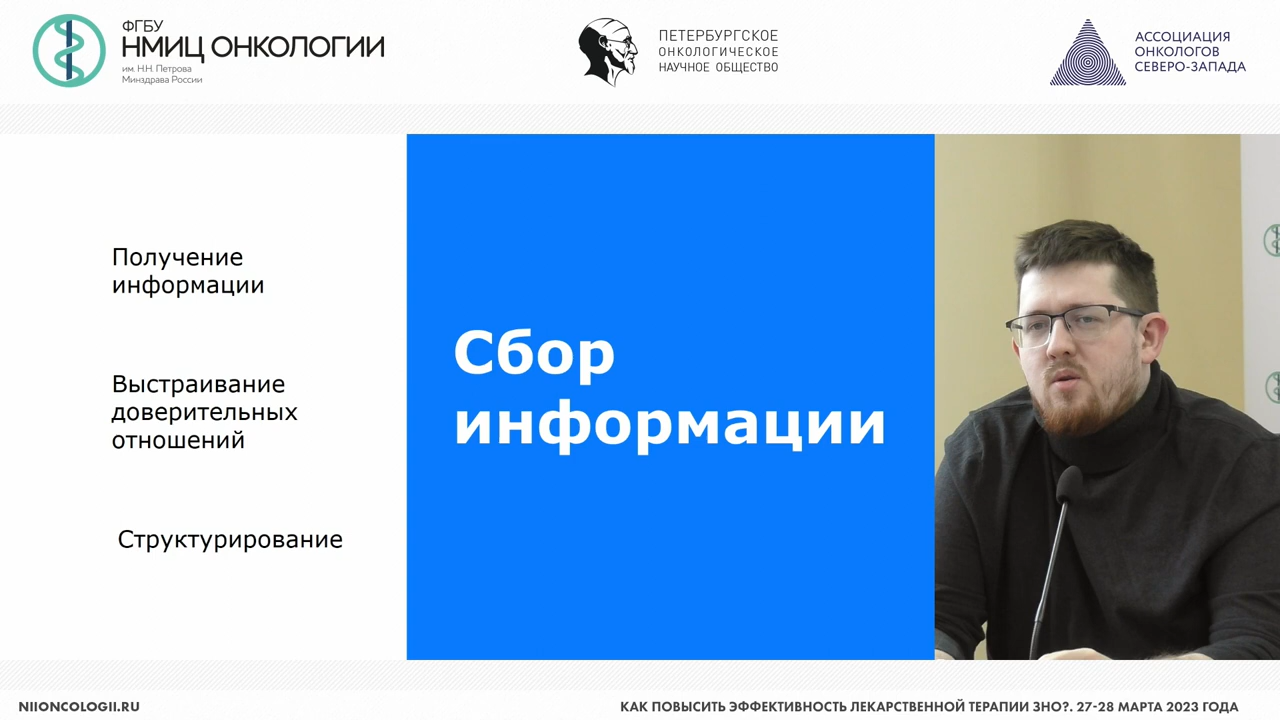 ФГБУ
НМИЦ ОНКОЛОГИИ
им. Н.Н. Петрова
Минздрава России
ПЕТЕРБУРГСКОЕ
ОНКОЛОГИЧЕСКОЕ
НАУЧНОЕ ОБЩЕСТВО
АССОЦИАЦИЯ
ОНКОЛОГОВ
СЕВЕРО-ЗАПАДА
Получение
информации
Выстраивание
доверительных
отношений
Структурирование
Сбор
информации
NIIONCOLOGII.RU
КАК ПОВЫСИТЬ ЭФФЕКТИВНОСТЬ ЛЕКАРСТВЕННОЙ ТЕРАПИИ ЗНО?. 27-28 МАРТА 2023 ГОДА